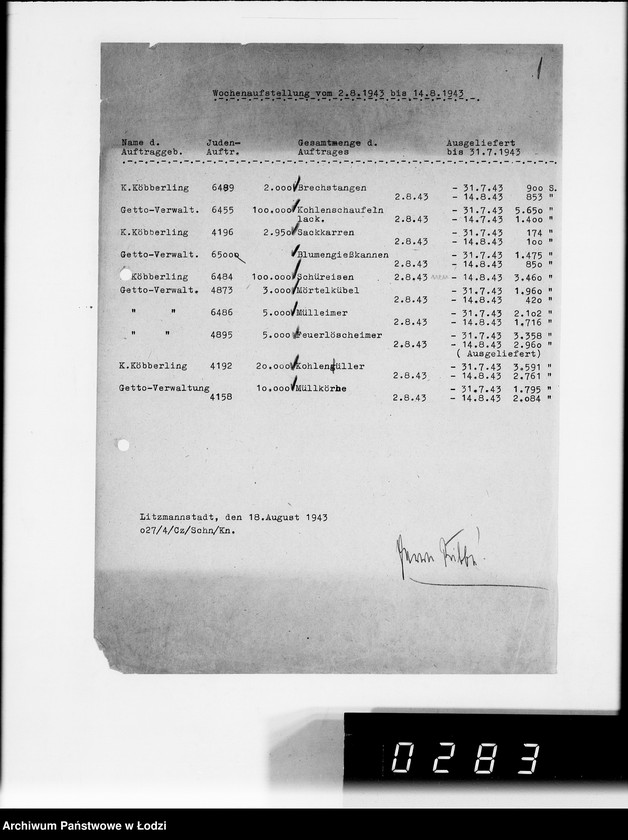 1
Wochenaufstellung vom 2.8.1943 bis 14.8.1943
Name d. Juden- Gesamtmenge d. Ausgeliefert
Auftraggeb. Auftr. Auftrages bis 31.7.1943
K.Köbberling 6489 2.000 Brechstangen - 31.7.43 900 S.
2.8.43 - 14.8.43 853 "
Getto-Verwalt. 6455 100.000 Kohlenschaufeln - 31.7.43 5.650 "
lack. 2.8.43 - 14.7.43 1.400 "
K.Köbberling 4196 2.950 Sackkarren - 31.7.43 174 "
2.8.43 - 14.8.43 100 "
Getto-Verwalt. 6500 Blumengießkannen - 31.7.43 1.475 "
2.8.43 - 14.8.43 850 "
Köbberling 6484 100.000 Schüreisen 2.8.43 - 14.8.43 3.460 "
Getto-Verwalt. 4873 3.000 Mörtelkübel - 31.7.43 1.960 "
2.8.43 - 14.8.43 420 "
" " 6486 5.000 Mülleimer - 31.7.43 2.102 "
2.8.43 - 14.8.43 1.716 "
" " 4895 5.000 Feuerlöscheimer - 31.7.43 3.358 "
2.8.43 - 14.8.43 2.960 "
( Ausgeliefert)
K.Köbberling 4192 20.000 Kohlenfüller - 31.7.43 3.591 "
2.8.43 - 14.8.43 2.761 "
Getto-Verwaltung 10.000 Müllkörbe - 31.7.43 1.795 "
4158 2.8.43 - 14.8.43 2.084 "
Litzmannstadt, den 18.August 1943
027/4/Cz/Schn/Kn.
Herrn
0283
Archiwum Państwowe w Łodzi